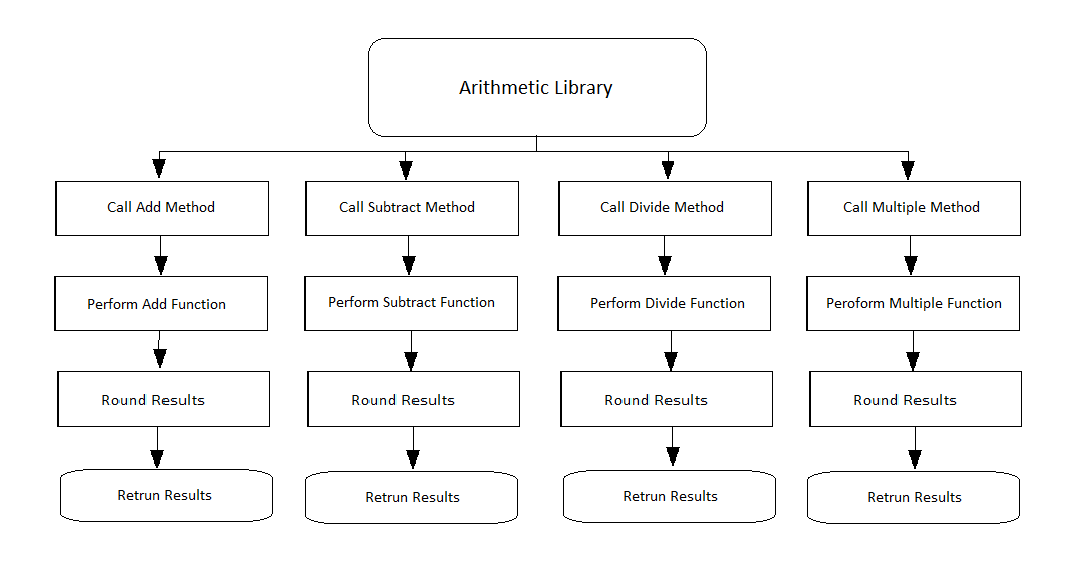 Arithmetic Library
Call Add Method
Call Subtract Method
Call Divide Method
Call Multiple Method
Perform Add Function
Perform Subtract Function
Perform Divide Function
Peroform Multiple Function
Round Results
Round Results
Round Results
Round Results
Retrun Results
Retrun Results
Retrun Results
Retrun Results